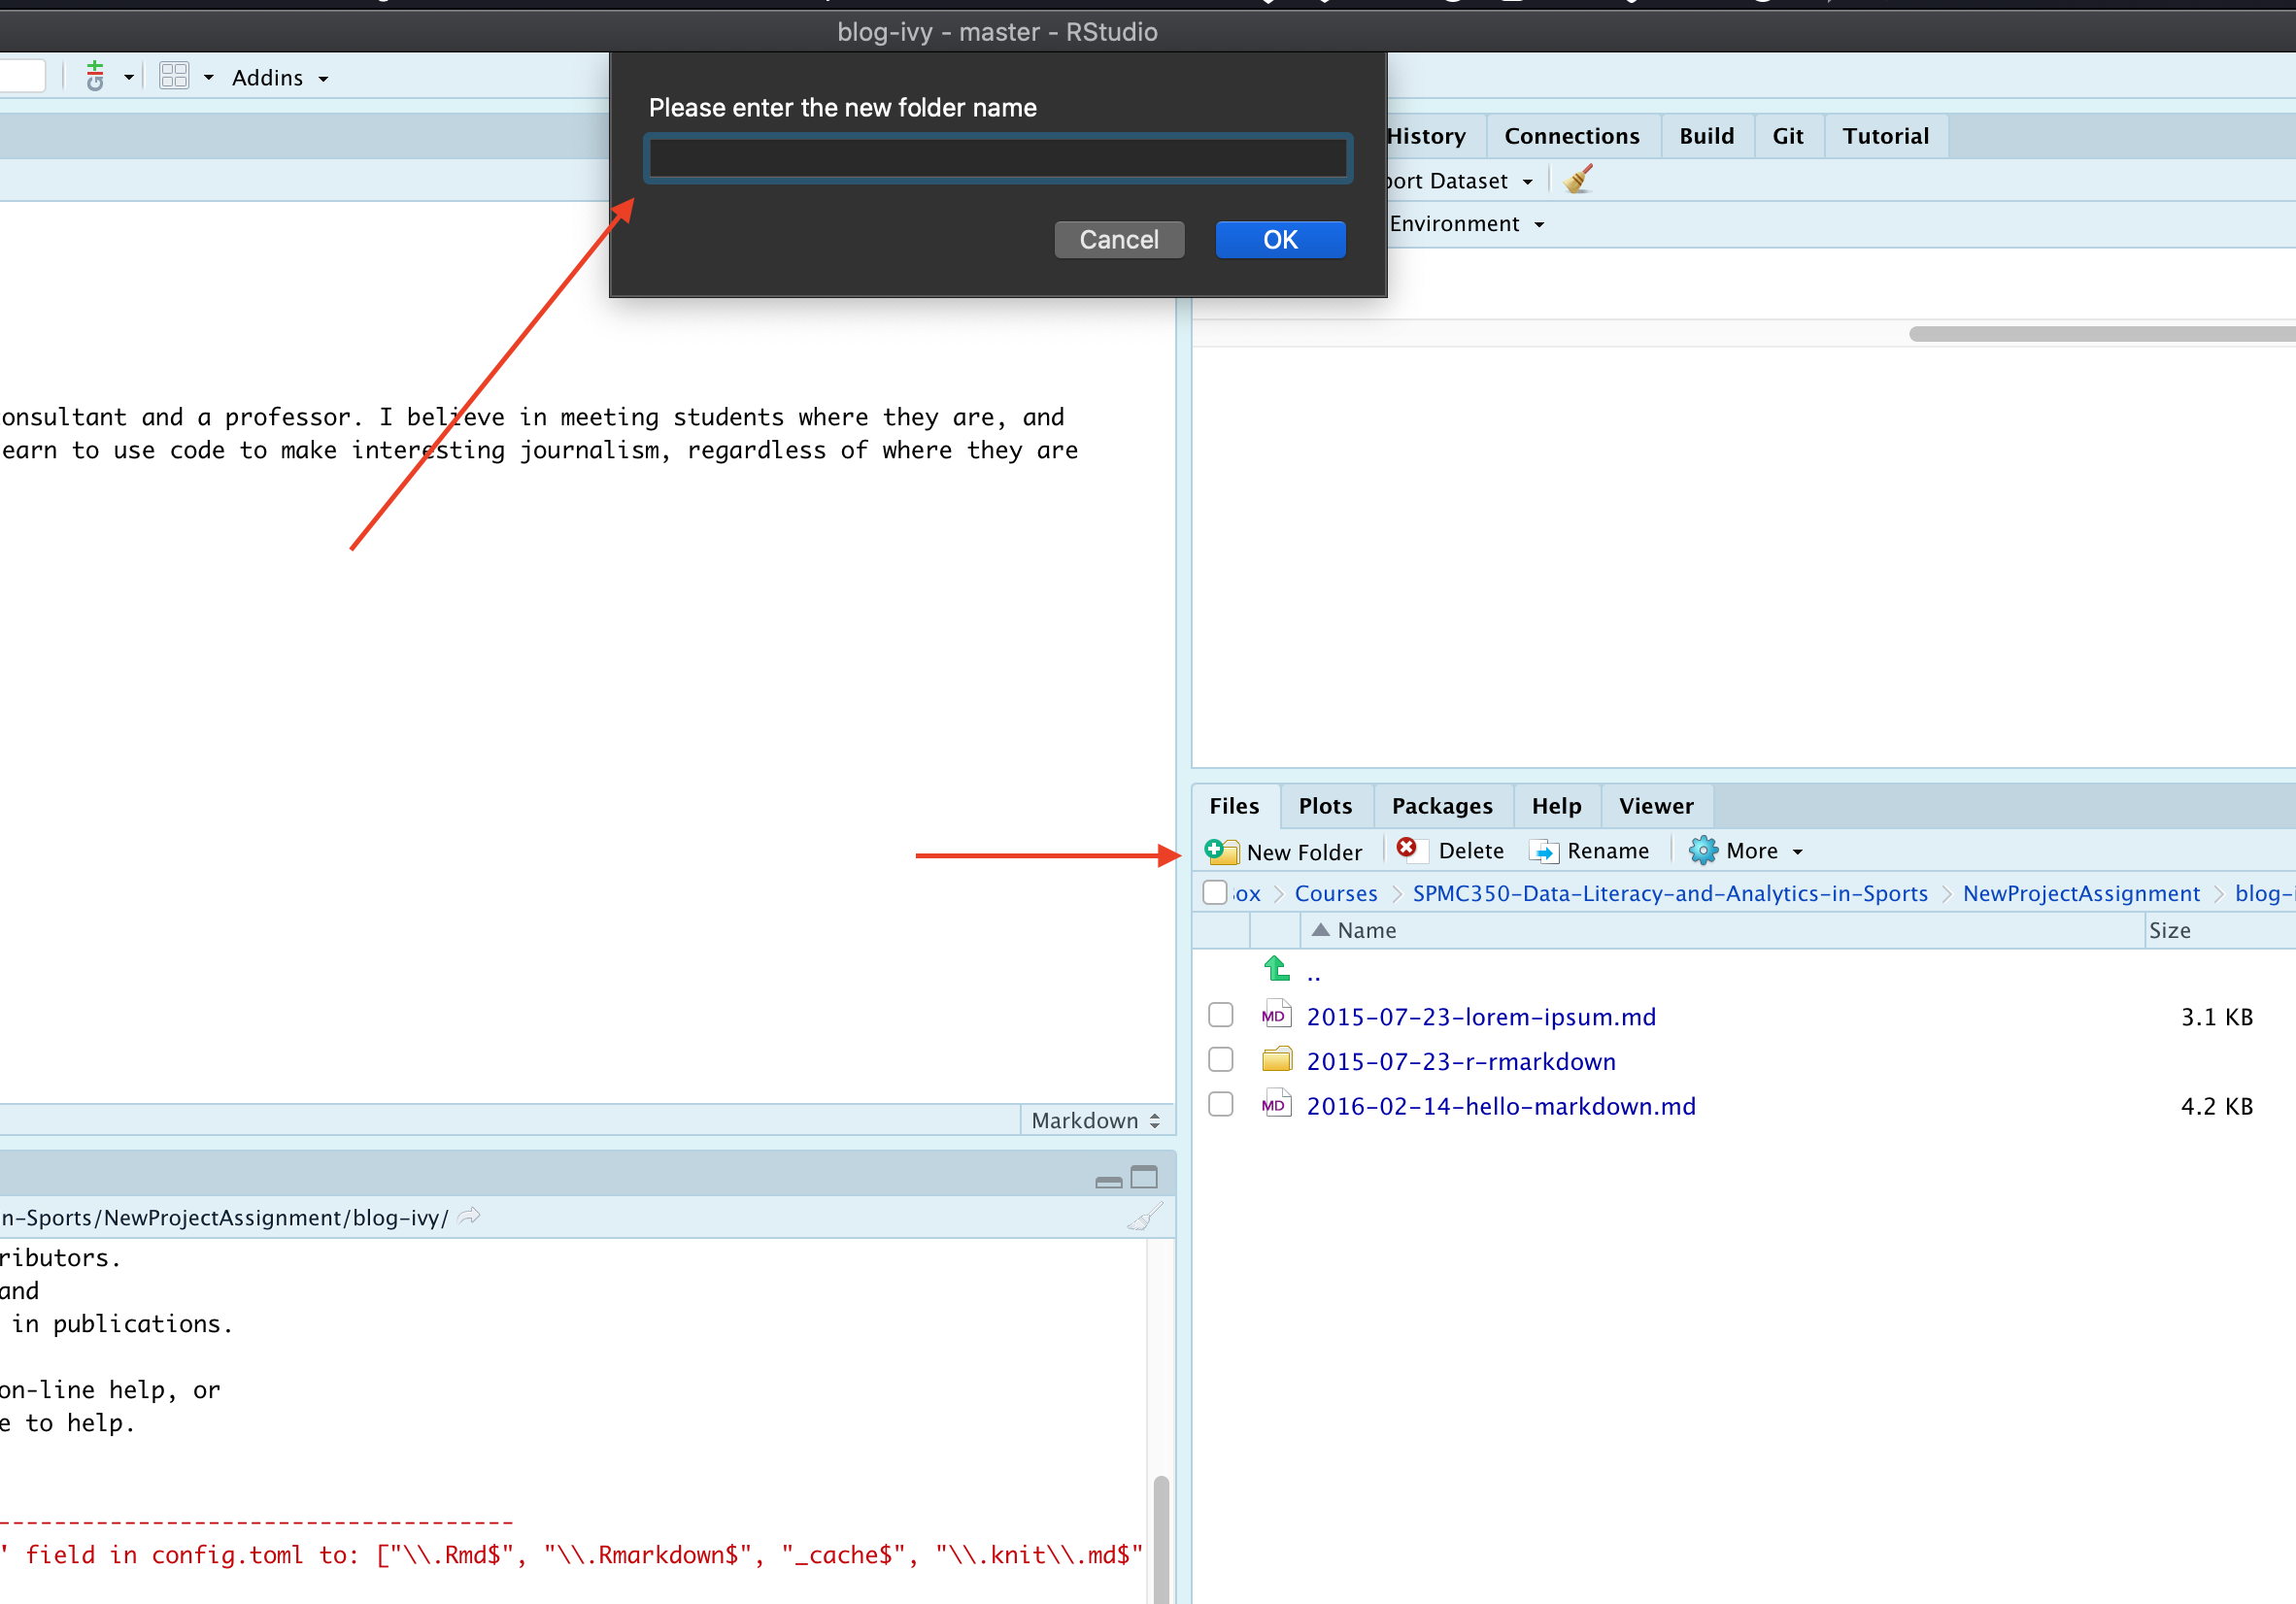 blog-ivy - master - RStudio
Addins
Please enter the new folder name
Cancel
OK
History
Connections
Build
Git
Tutorial
port Dataset
Environment
onsultant and a professor. I believe in meeting students where they are, and
earn to use code to make interesting journalism, regardless of where they are
Markdown
n-Sports/NewProjectAssignment/blog-ivy/
ributors.
and
in publications.
on-line help, or
e to help.
------------------------------------
' field in config.toml to: ["\\.Rmd$", "\\.Rmarkdown$", "_cache$", "\\.knit\\.md$"
Files
Plots
Packages
Help
Viewer
New Folder
Delete
Rename
More
ox > Courses > SPMC350-Data-Literacy-and-Analytics-in-Sports > NewProjectAssignment > blog-
Name
Size
..
MD 2015-07-23-lorem-ipsum.md 3.1 KB
2015-07-23-r-rmarkdown
MD 2016-02-14-hello-markdown.md 4.2 KB